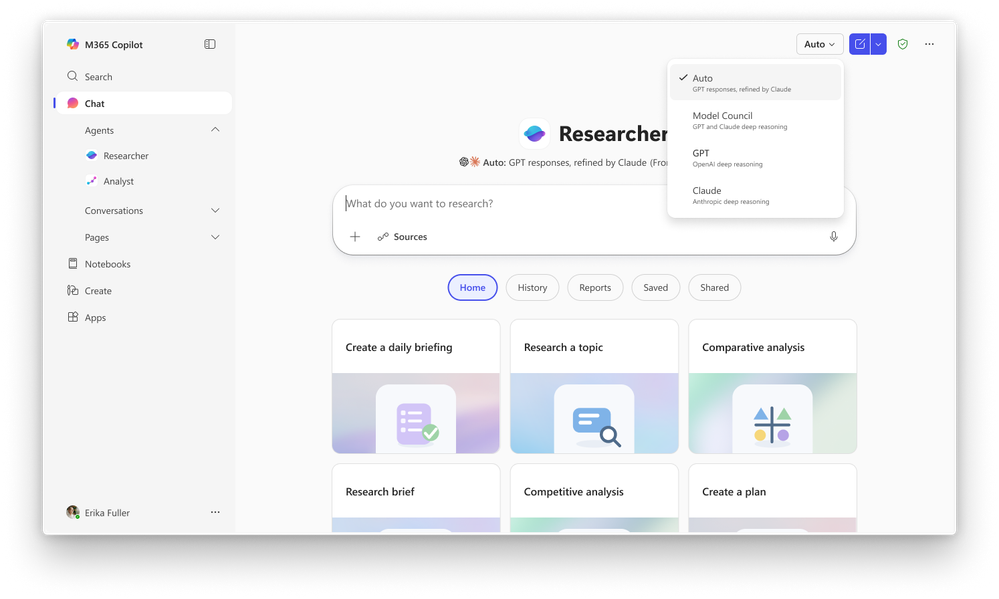 M365 Copilot
Search
Chat
Agents
Researcher
Analyst
Conversations
Pages
Notebooks
Create
Apps
Erika Fuller
Auto
Auto
GPT responses, refined by Claude
Model Council
GPT and Claude deep reasoning
GPT
OpenAI deep reasoning
Claude
Anthropic deep reasoning
Researcher
Auto: GPT responses, refined by Claude
What do you want to research?
Sources
Home
History
Reports
Saved
Shared
Create a daily briefing
Research a topic
Comparative analysis
Research brief
Competitive analysis
Create a plan